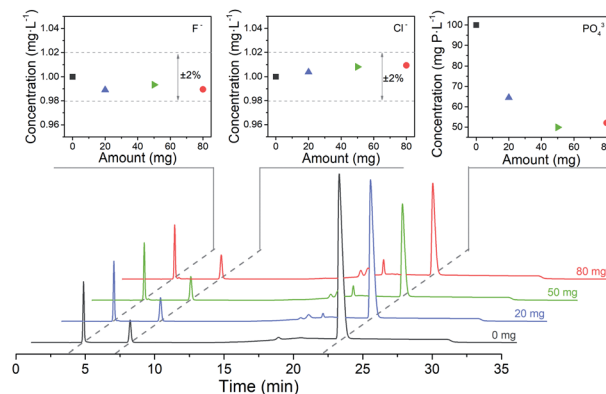 F⁻
Concentration (mg·L⁻¹)
1.04
1.02
1.00
0.98
0.96
±2%
0 20 40 60 80
Amount (mg)
Cl⁻
Concentration (mg·L⁻¹)
1.04
1.02
1.00
0.98
0.96
±2%
0 20 40 60 80
Amount (mg)
PO₄³
Concentration (mg P·L⁻¹)
100
90
80
70
60
50
0 20 40 60 80
Amount (mg)
80 mg
50 mg
20 mg
0 mg
0 5 10 15 20 25 30 35
Time (min)